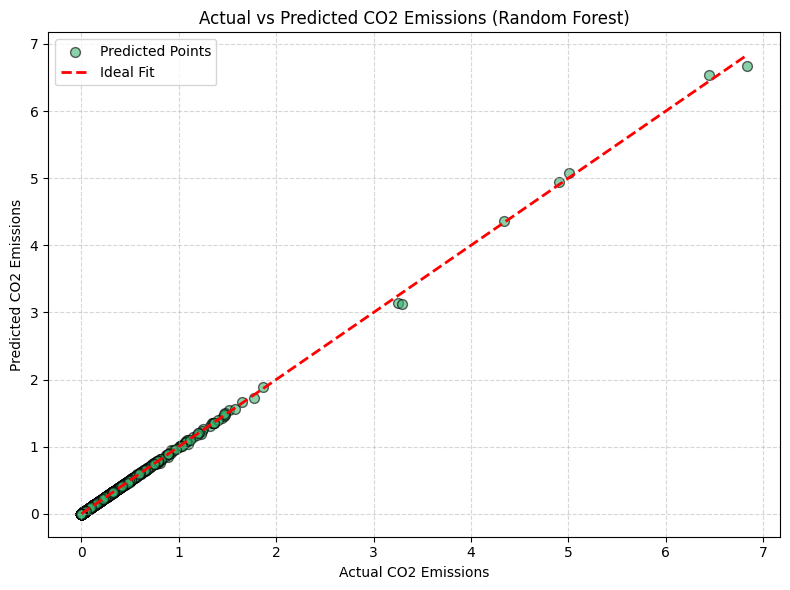 Actual vs Predicted CO2 Emissions (Random Forest)
Predicted Points
Ideal Fit
Predicted CO2 Emissions
7
6
5
4
3
2
1
0
0 1 2 3 4 5 6 7
Actual CO2 Emissions